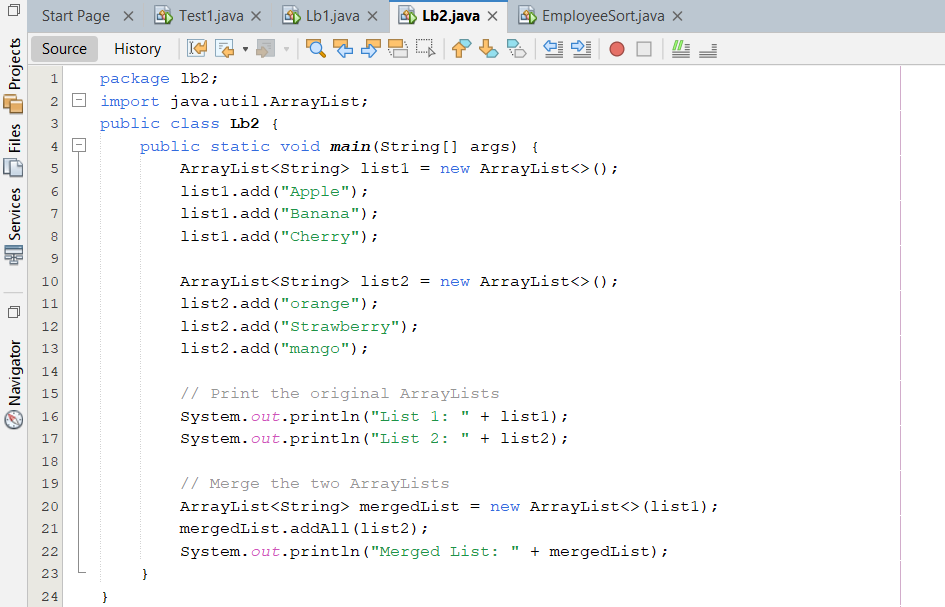 Start Page Test1.java Lb1.java Lb2.java EmployeeSort.java
Source History
Projects
Files
Services
Navigator
1 package lb2;
2 import java.util.ArrayList;
3 public class Lb2 {
4 public static void main(String[] args) {
5 ArrayList<String> list1 = new ArrayList<>();
6 list1.add("Apple");
7 list1.add("Banana");
8 list1.add("Cherry");
9
10 ArrayList<String> list2 = new ArrayList<>();
11 list2.add("orange");
12 list2.add("Strawberry");
13 list2.add("mango");
14
15 // Print the original ArrayLists
16 System.out.println("List 1: " + list1);
17 System.out.println("List 2: " + list2);
18
19 // Merge the two ArrayLists
20 ArrayList<String> mergedList = new ArrayList<>(list1);
21 mergedList.addAll(list2);
22 System.out.println("Merged List: " + mergedList);
23 }
24 }